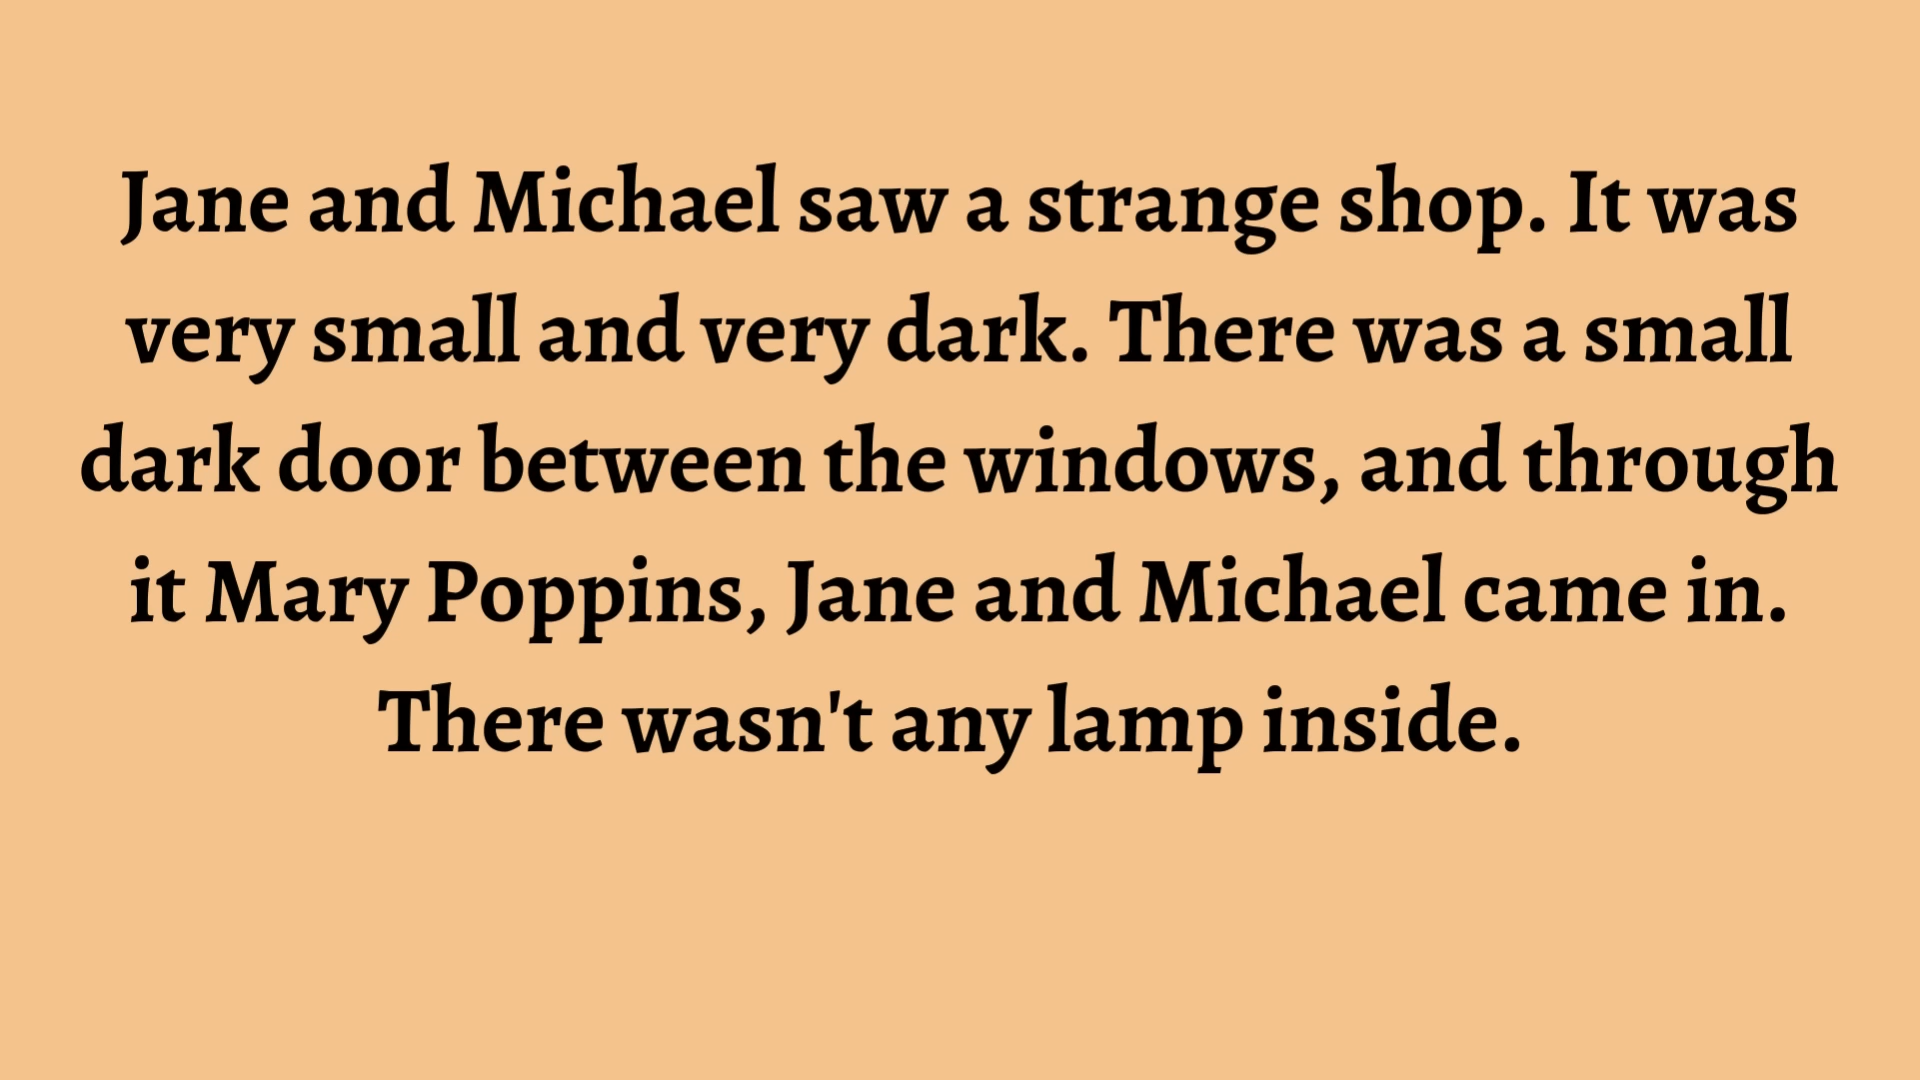 Jane and Michael saw a strange shop. It was
very small and very dark. There was a small
dark door between the windows, and through
it Mary Poppins, Jane and Michael came in.
There wasn't any lamp inside.